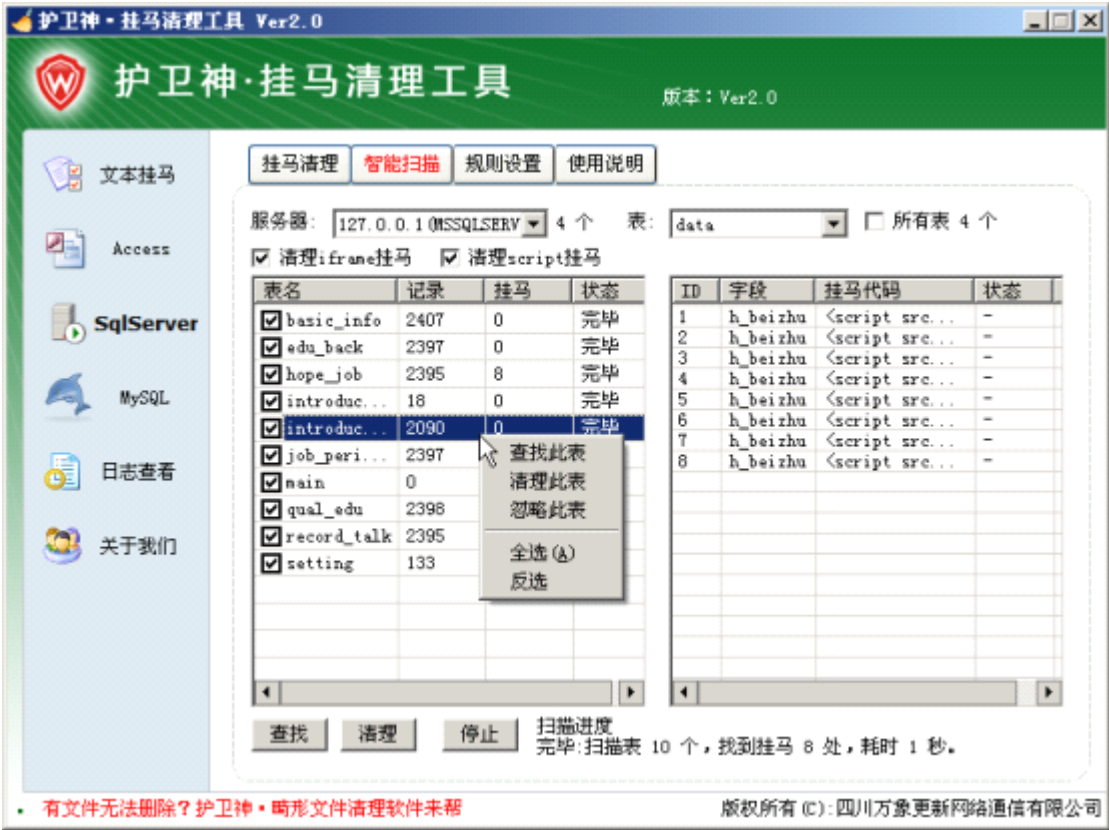 护卫神·挂马清理工具 Ver2.0
护卫神·挂马清理工具
版本：Ver2.0
文本挂马
Access
SqlServer
MySQL
日志查看
关于我们
挂马清理 智能扫描 规则设置 使用说明
服务器: 127.0.0.1(MSSQLSERV 4 个 表: data 所有表 4 个
清理iframe挂马 清理script挂马
表名 记录 挂马 状态
basic_info 2407 0 完毕
edu_back 2397 0 完毕
hope_job 2395 8 完毕
introduc... 18 0 完毕
introduc... 2090 0 完毕
job_peri... 2397
main 0
qual_edu 2398
record_talk 2395
setting 133
查找此表
清理此表
忽略此表
全选(A)
反选
ID 字段 挂马代码 状态
1 h_beizhu <script src... -
2 h_beizhu <script src... -
3 h_beizhu <script src... -
4 h_beizhu <script src... -
5 h_beizhu <script src... -
6 h_beizhu <script src... -
7 h_beizhu <script src... -
8 h_beizhu <script src... -
查找 清理 停止
扫描进度
完毕:扫描表 10 个，找到挂马 8 处，耗时 1 秒。
有文件无法删除？护卫神·畸形文件清理软件来帮
版权所有(C):四川万象更新网络通信有限公司